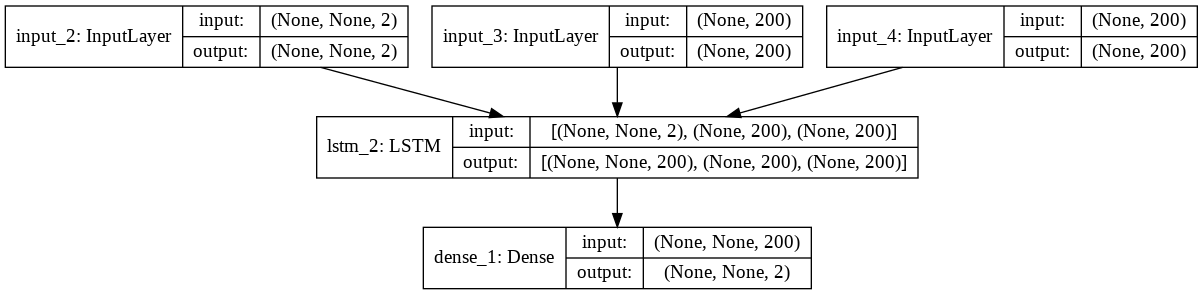 input_2: InputLayer
input: (None, None, 2)
output: (None, None, 2)
input_3: InputLayer
input: (None, 200)
output: (None, 200)
input_4: InputLayer
input: (None, 200)
output: (None, 200)
lstm_2: LSTM
input: [(None, None, 2), (None, 200), (None, 200)]
output: [(None, None, 200), (None, 200), (None, 200)]
dense_1: Dense
input: (None, None, 200)
output: (None, None, 2)